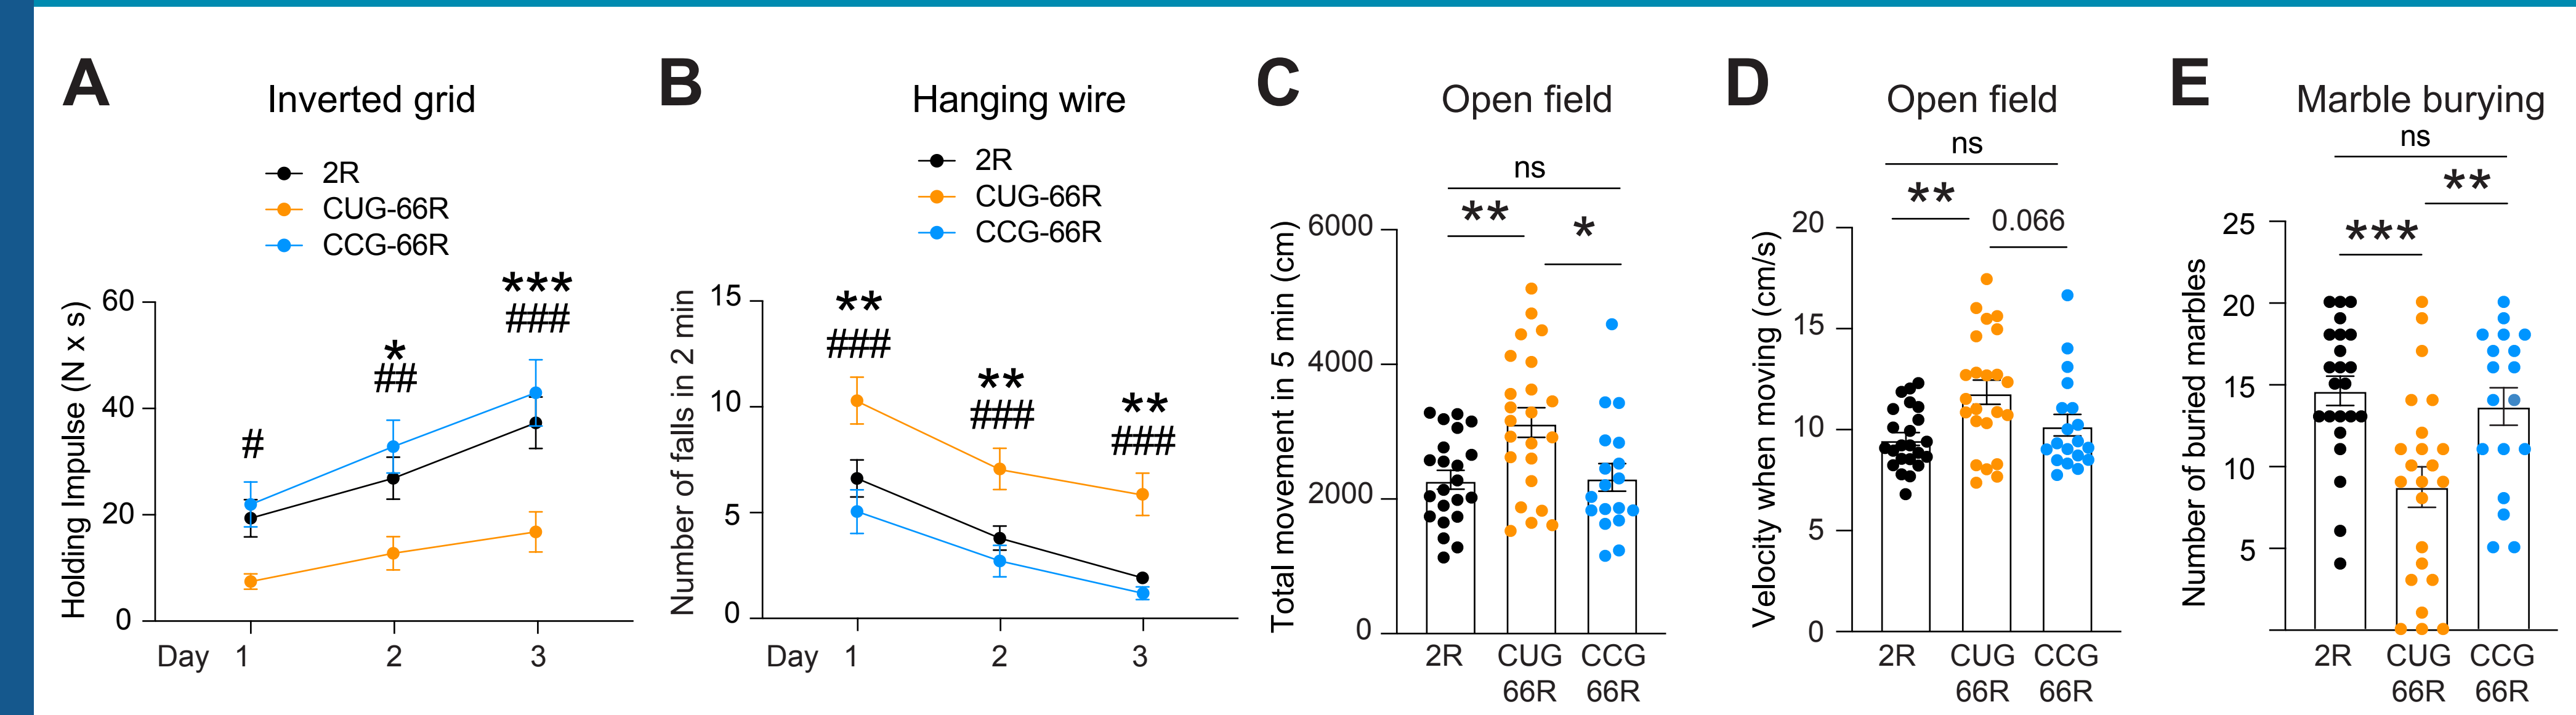 A
Inverted grid
2R
CUG-66R
CCG-66R
Holding Impulse (N x s)
60
40
20
0
#
*
##
***
###
Day 1 2 3
B
Hanging wire
2R
CUG-66R
CCG-66R
Number of falls in 2 min
15
10
5
0
**
###
**
###
**
###
Day 1 2 3
C
Open field
ns
**
*
Total movement in 5 min (cm)
6000
4000
2000
0
2R CUG CCG
66R 66R
D
Open field
ns
**
0.066
Velocity when moving (cm/s)
20
15
10
5
0
2R CUG CCG
66R 66R
E
Marble burying
ns
**
***
Number of buried marbles
25
20
15
10
5
2R CUG CCG
66R 66R